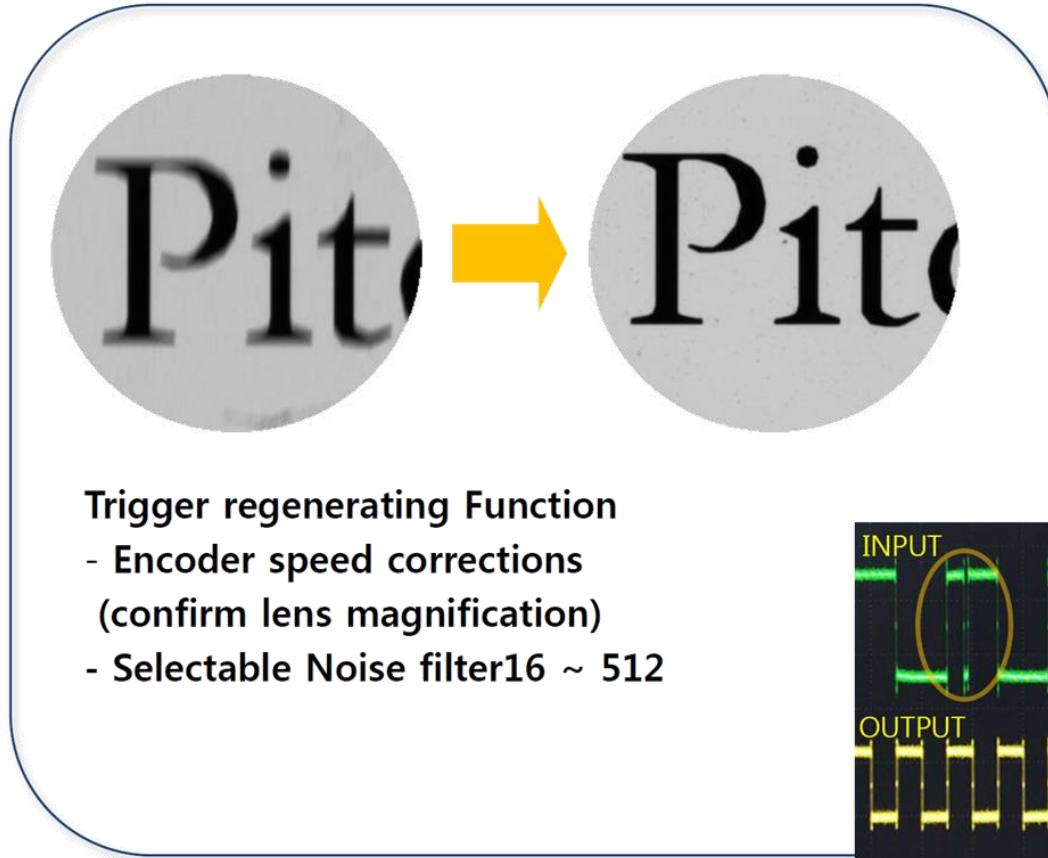 Pit
Pit
Trigger regenerating Function
- Encoder speed corrections
(confirm lens magnification)
- Selectable Noise filter16 ~ 512
INPUT
OUTPUT